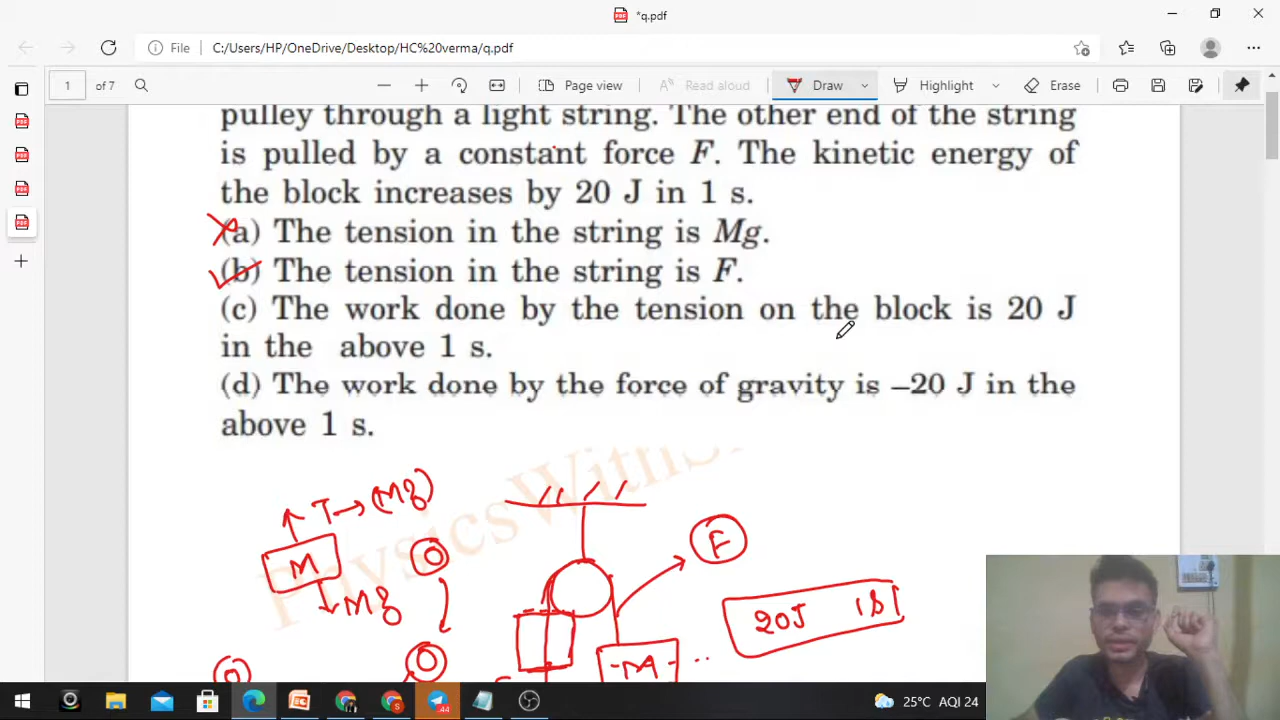 *q.pdf
File
C:/Users/HP/OneDrive/Desktop/HC%20verma/q.pdf
1 of 7
Page view
Read aloud
Draw
Highlight
Erase
pulley through a light string. The other end of the string
is pulled by a constant force F. The kinetic energy of
the block increases by 20 J in 1 s.
(a) The tension in the string is Mg.
(b) The tension in the string is F.
(c) The work done by the tension on the block is 20 J
in the above 1 s.
(d) The work done by the force of gravity is –20 J in the
above 1 s.
T→(Mg)
M
Mg
0
0
0
F
M
20J 1S
25°C AQI 24